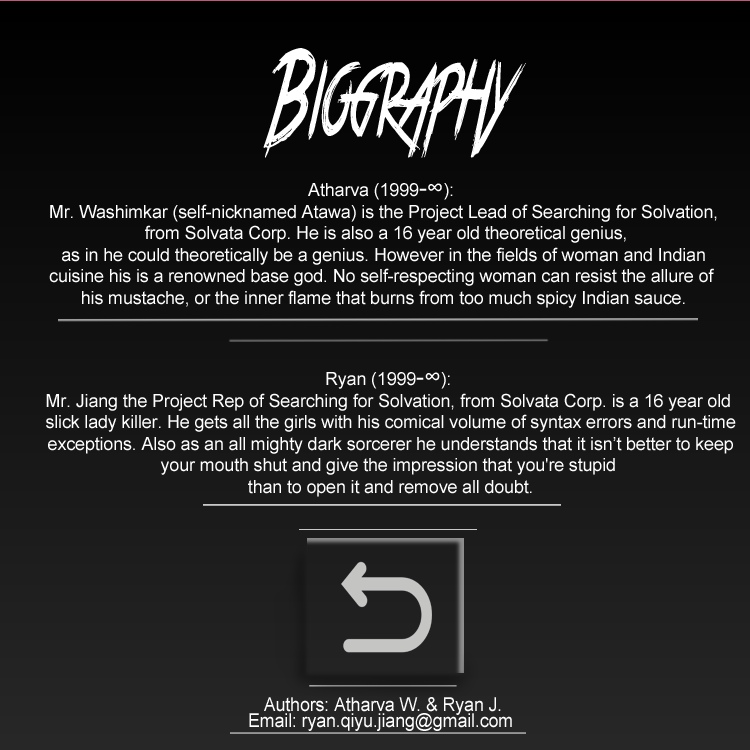 BIOGRAPHY
Atharva (1999-∞):
Mr. Washimkar (self-nicknamed Atawa) is the Project Lead of Searching for Solvation,
from Solvata Corp. He is also a 16 year old theoretical genius,
as in he could theoretically be a genius. However in the fields of woman and Indian
cuisine his is a renowned base god. No self-respecting woman can resist the allure of
his mustache, or the inner flame that burns from too much spicy Indian sauce.
Ryan (1999-∞):
Mr. Jiang the Project Rep of Searching for Solvation, from Solvata Corp. is a 16 year old
slick lady killer. He gets all the girls with his comical volume of syntax errors and run-time
exceptions. Also as an all mighty dark sorcerer he understands that it isn’t better to keep
your mouth shut and give the impression that you're stupid
than to open it and remove all doubt.
Authors: Atharva W. & Ryan J.
Email: ryan.qiyu.jiang@gmail.com